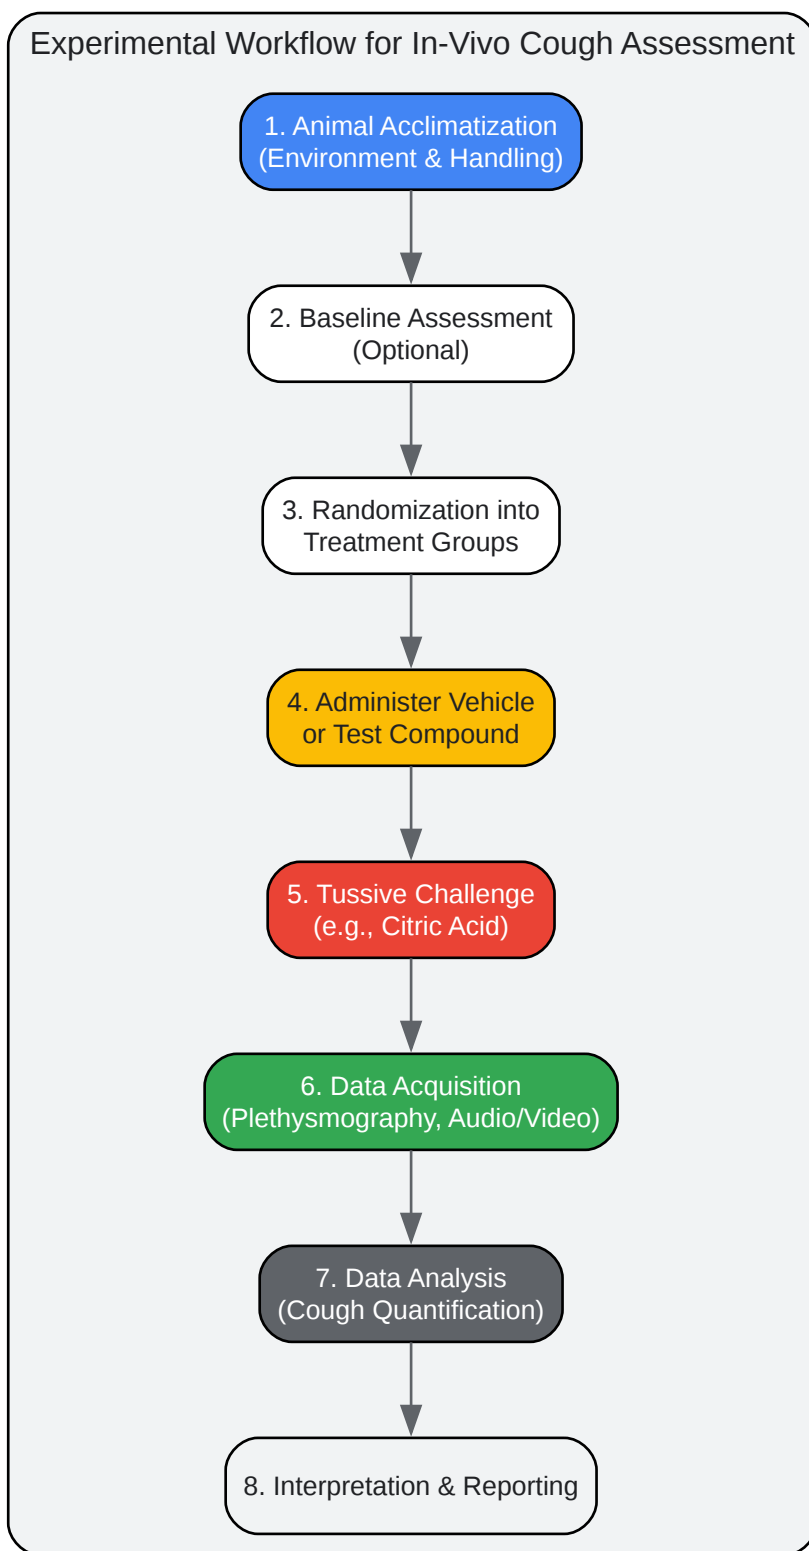 Experimental Workflow for In-Vivo Cough Assessment
1. Animal Acclimatization
(Environment & Handling)
2. Baseline Assessment
(Optional)
3. Randomization into
Treatment Groups
4. Administer Vehicle
or Test Compound
5. Tussive Challenge
(e.g., Citric Acid)
6. Data Acquisition
(Plethysmography, Audio/Video)
7. Data Analysis
(Cough Quantification)
8. Interpretation & Reporting